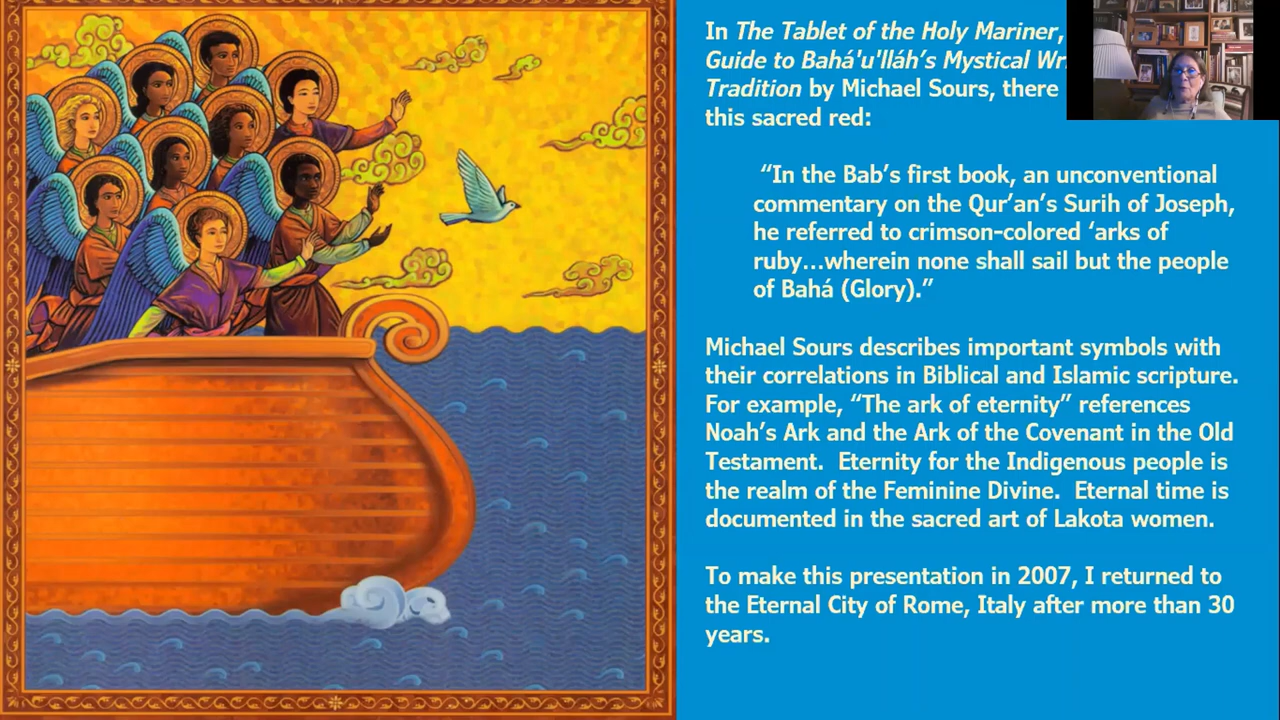 In The Tablet of the Holy Mariner,
Guide to Bahá'u'lláh’s Mystical
Tradition by Michael Sours, there
this sacred red:
“In the Bab’s first book, an unconventional
commentary on the Qur’an’s Surih of Joseph,
he referred to crimson-colored ‘arks of
ruby…wherein none shall sail but the people
of Bahá (Glory).”
Michael Sours describes important symbols with
their correlations in Biblical and Islamic scripture.
For example, “The ark of eternity” references
Noah’s Ark and the Ark of the Covenant in the Old
Testament.  Eternity for the Indigenous people is
the realm of the Feminine Divine.  Eternal time is
documented in the sacred art of Lakota women.
To make this presentation in 2007, I returned to
the Eternal City of Rome, Italy after more than 30
years.